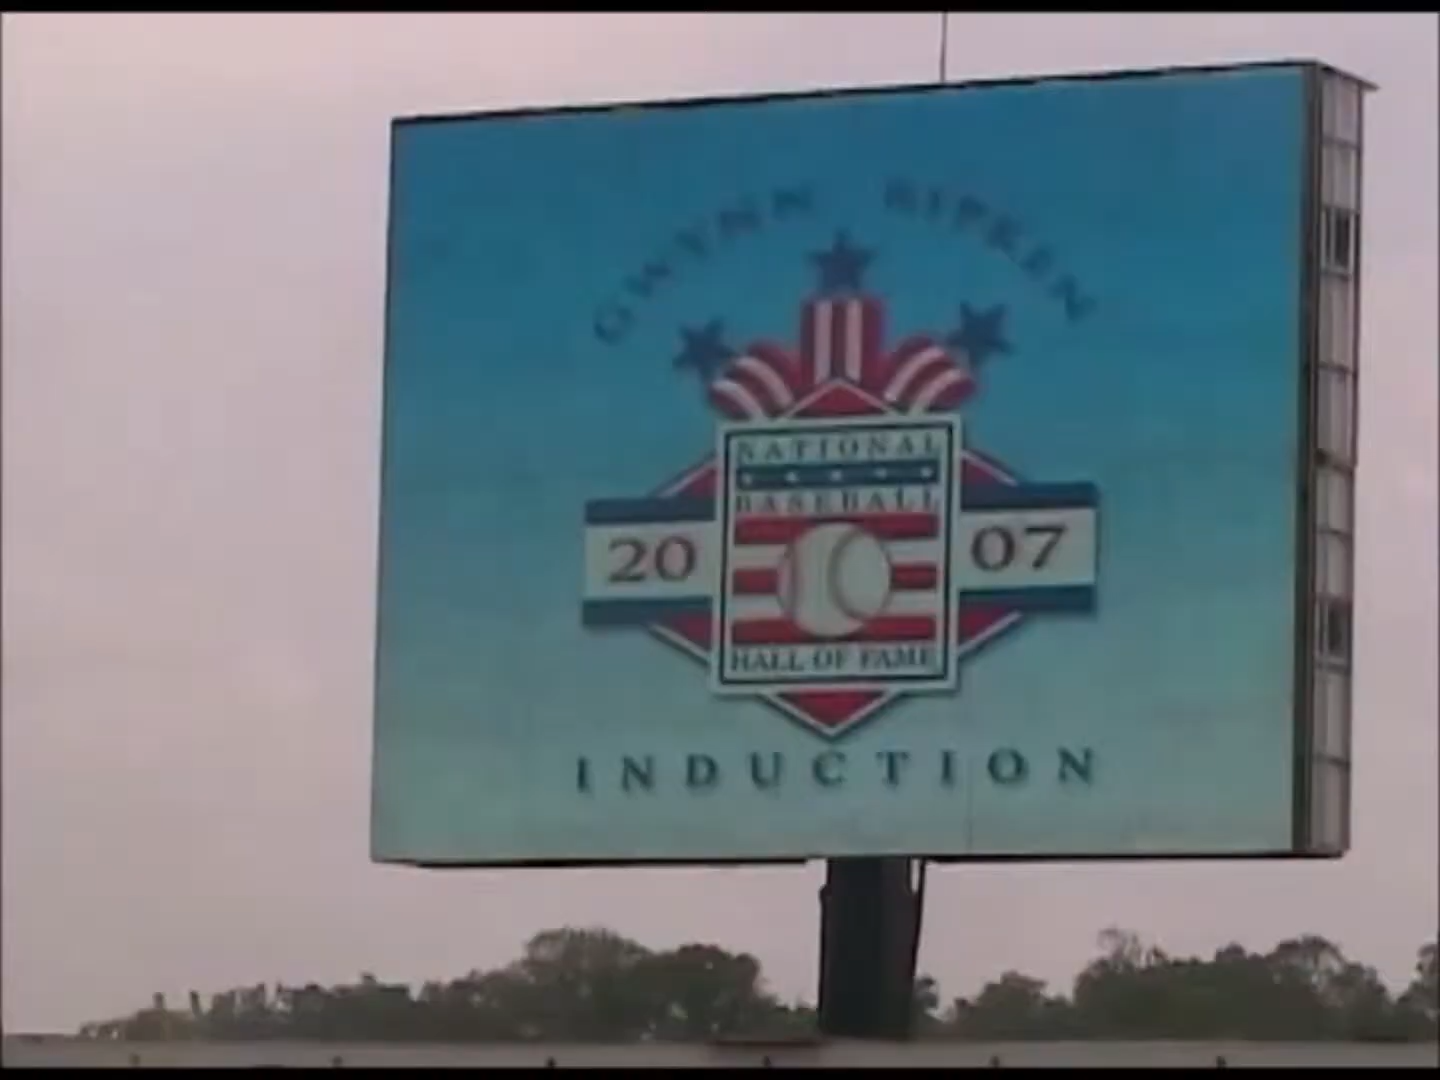 GWYNN RIPKEN
NATIONAL
BASEBALL
20 07
HALL OF FAME
INDUCTION